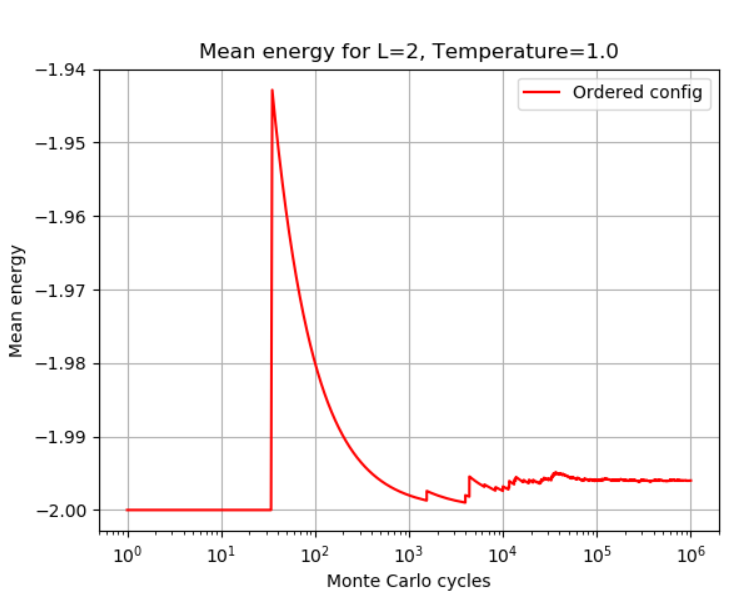 Mean energy for L=2, Temperature=1.0
Ordered config
Mean energy
−1.94
−1.95
−1.96
−1.97
−1.98
−1.99
−2.00
10⁰ 10¹ 10² 10³ 10⁴ 10⁵ 10⁶
Monte Carlo cycles